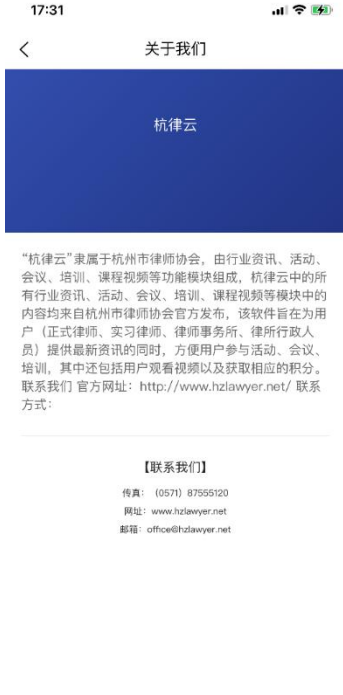 17:31
关于我们
杭律云
“杭律云”隶属于杭州市律师协会，由行业资讯、活动、
会议、培训、课程视频等功能模块组成，杭律云中的所
有行业资讯、活动、会议、培训、课程视频等模块中的
内容均来自杭州市律师协会官方发布，该软件旨在为用
户（正式律师、实习律师、律师事务所、律所行政人
员）提供最新资讯的同时，方便用户参与活动、会议、
培训，其中还包括用户观看视频以及获取相应的积分。
联系我们 官方网址：http://www.hzlawyer.net/ 联系
方式：
【联系我们】
传真：（0571）87555120
网址：www.hzlawyer.net
邮箱：office@hzlawyer.net